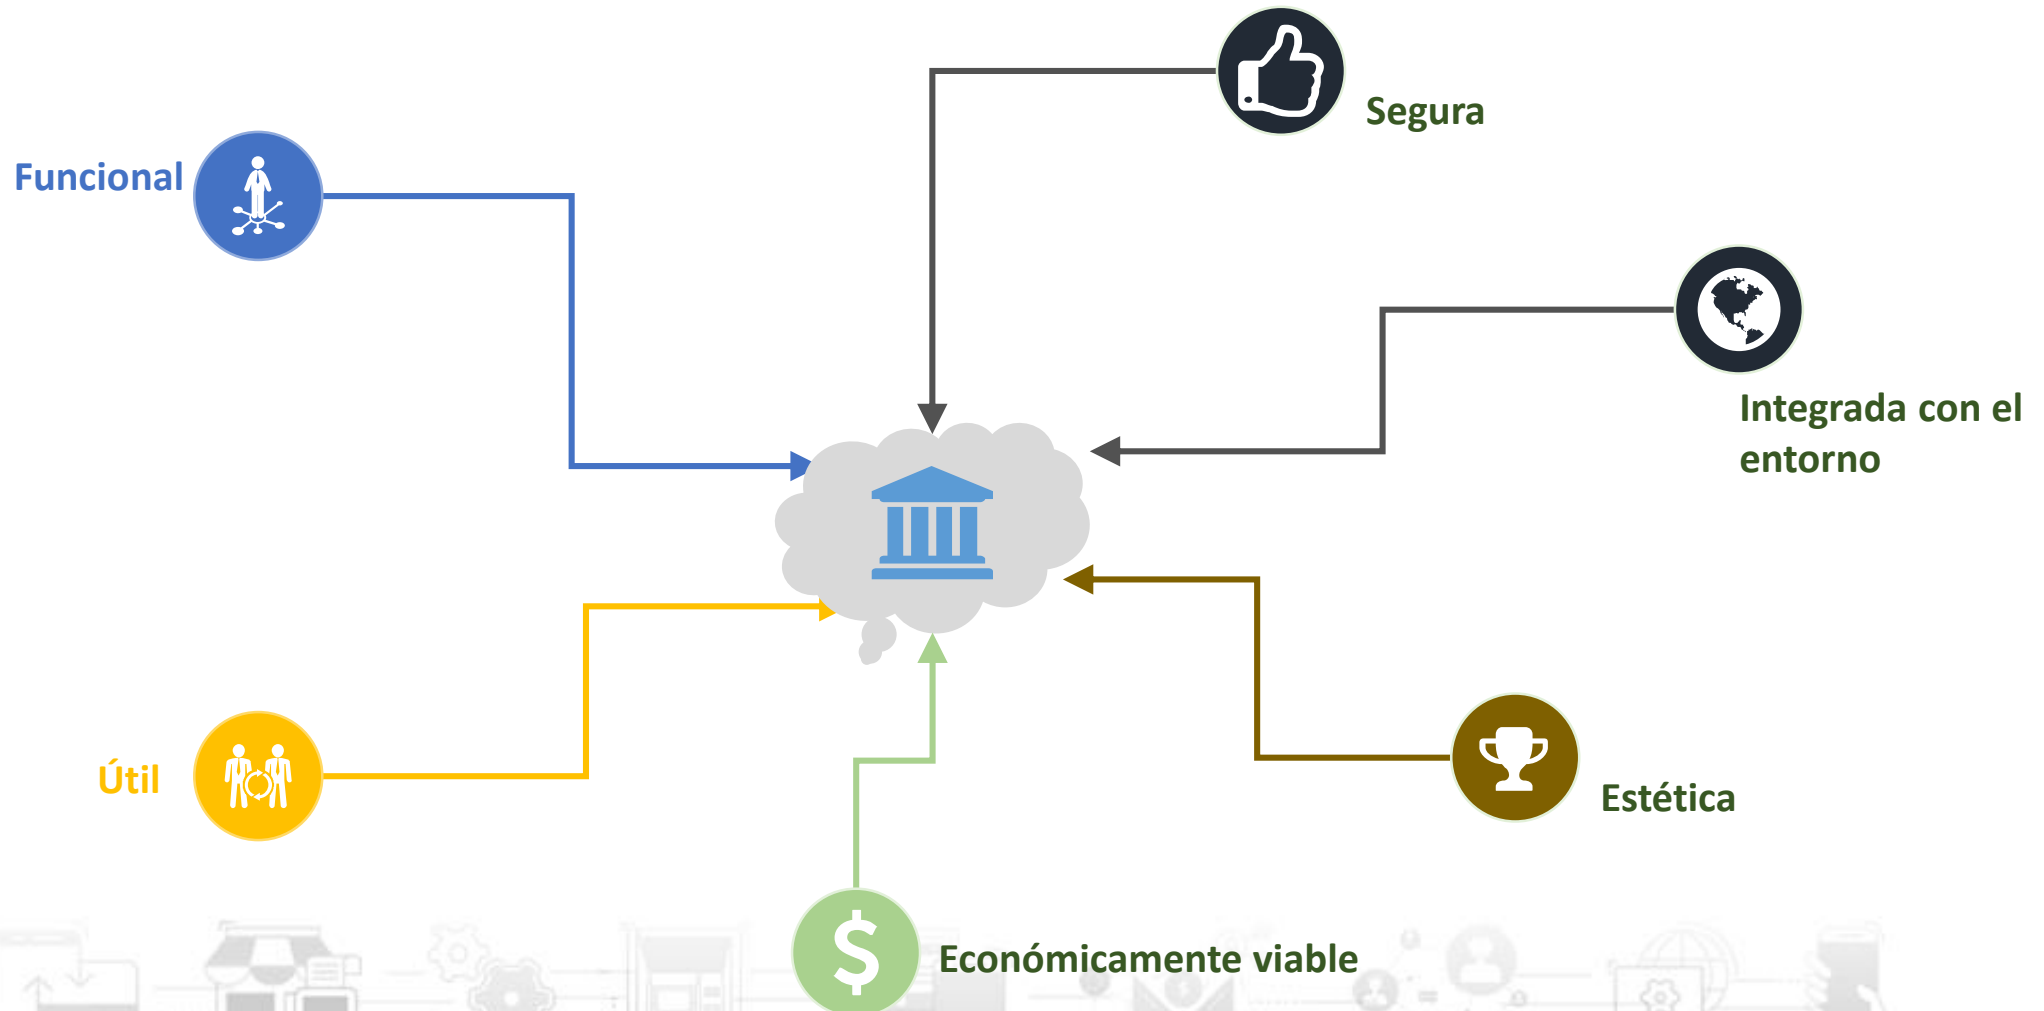 Segura
Funcional
Integrada con el
entorno
Útil
Estética
Económicamente viable
$